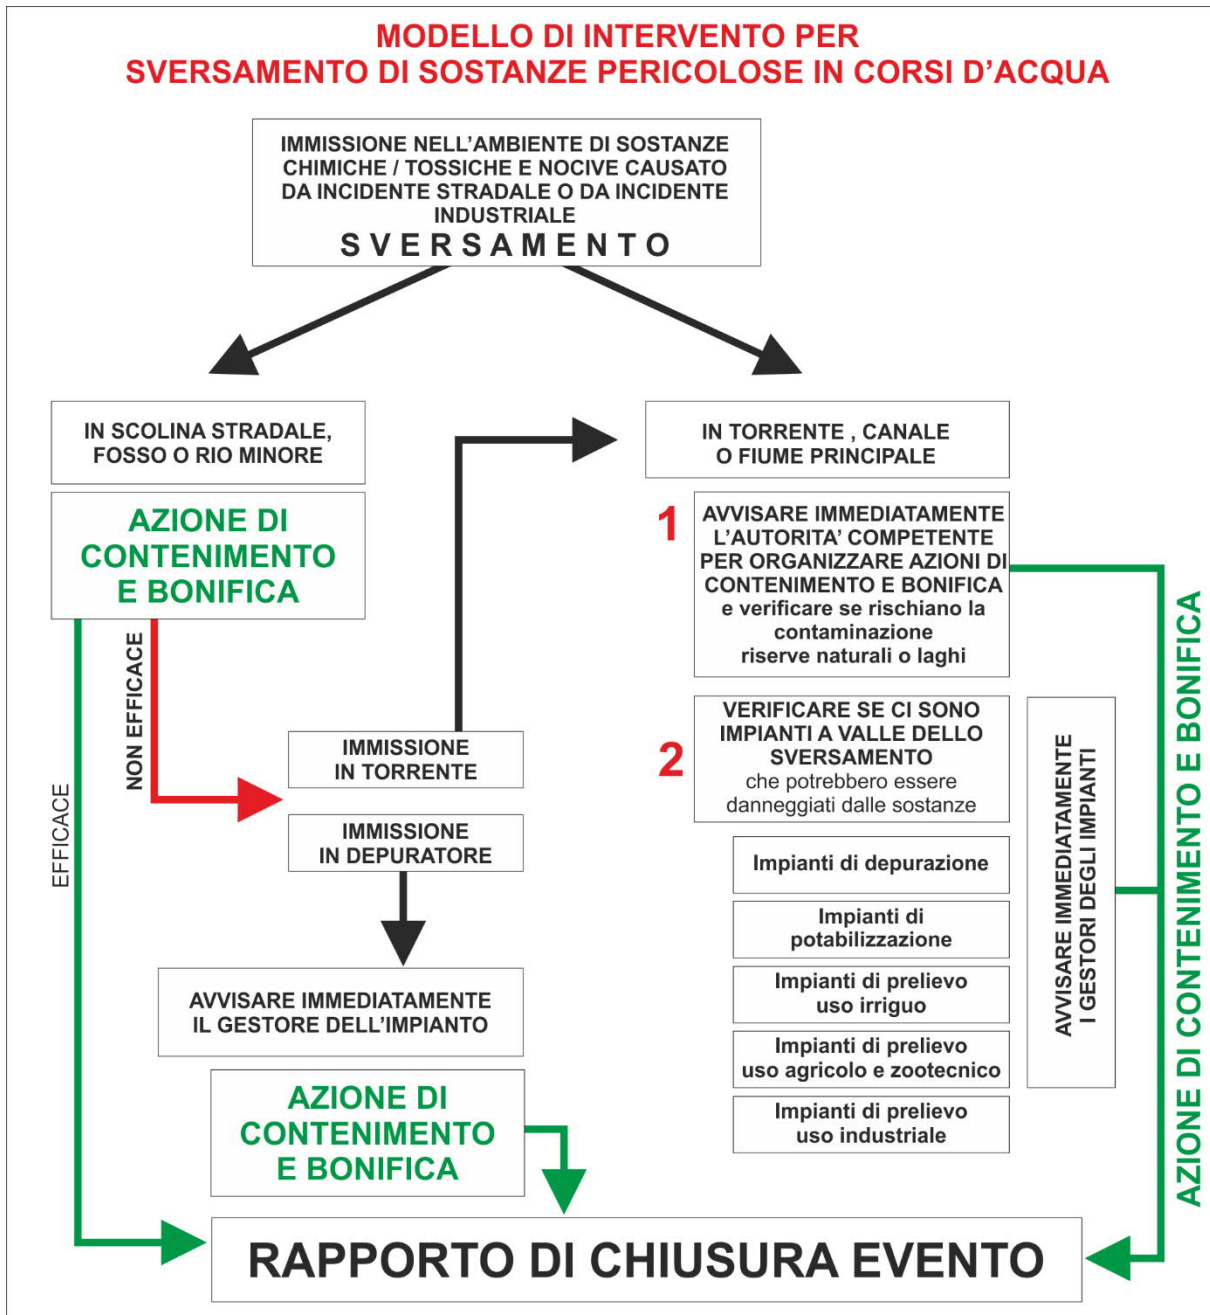 MODELLO DI INTERVENTO PER
SVERSAMENTO DI SOSTANZE PERICOLOSE IN CORSI D'ACQUA
IMMISSIONE NELL'AMBIENTE DI SOSTANZE
CHIMICHE / TOSSICHE E NOCIVE CAUSATO
DA INCIDENTE STRADALE O DA INCIDENTE
INDUSTRIALE
SVERSAMENTO
IN SCOLINA STRADALE,
FOSSO O RIO MINORE
AZIONE DI
CONTENIMENTO
E BONIFICA
EFFICACE
NON EFFICACE
IMMISSIONE
IN TORRENTE
IMMISSIONE
IN DEPURATORE
AVVISARE IMMEDIATAMENTE
IL GESTORE DELL'IMPIANTO
AZIONE DI
CONTENIMENTO
E BONIFICA
IN TORRENTE , CANALE
O FIUME PRINCIPALE
1
AVVISARE IMMEDIATAMENTE
L'AUTORITA' COMPETENTE
PER ORGANIZZARE AZIONI DI
CONTENIMENTO E BONIFICA
e verificare se rischiano la
contaminazione
riserve naturali o laghi
2
VERIFICARE SE CI SONO
IMPIANTI A VALLE DELLO
SVERSAMENTO
che potrebbero essere
danneggiati dalle sostanze
Impianti di depurazione
Impianti di
potabilizzazione
Impianti di prelievo
uso irriguo
Impianti di prelievo
uso agricolo e zootecnico
Impianti di prelievo
uso industriale
AVVISARE IMMEDIATAMENTE
I GESTORI DEGLI IMPIANTI
AZIONE DI CONTENIMENTO E BONIFICA
RAPPORTO DI CHIUSURA EVENTO